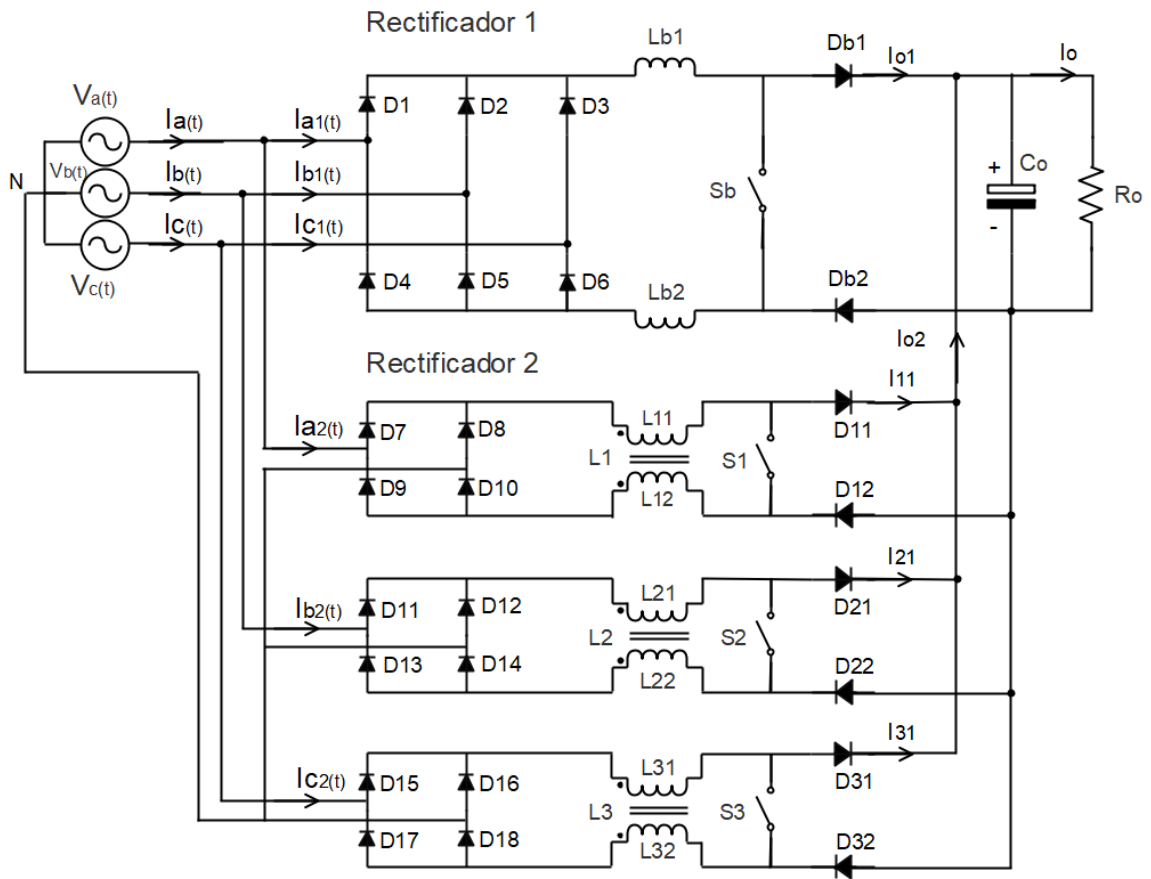 Rectificador 1
Lb1
Db1
Io1
Io
Va(t)
D1
D2
D3
Ia(t)
Ia1(t)
Vb(t)
Ib(t)
Ib1(t)
N
Sb
+
Co
Ro
-
Ic(t)
Ic1(t)
Vc(t)
D4
D5
D6
Lb2
Db2
Io2
Rectificador 2
I11
Ia2(t)
D7
D8
L11
D11
L1
S1
D9
D10
L12
D12
I21
Ib2(t)
D11
D12
L21
D21
L2
S2
D13
D14
L22
D22
I31
Ic2(t)
D15
D16
L31
D31
L3
S3
D17
D18
L32
D32